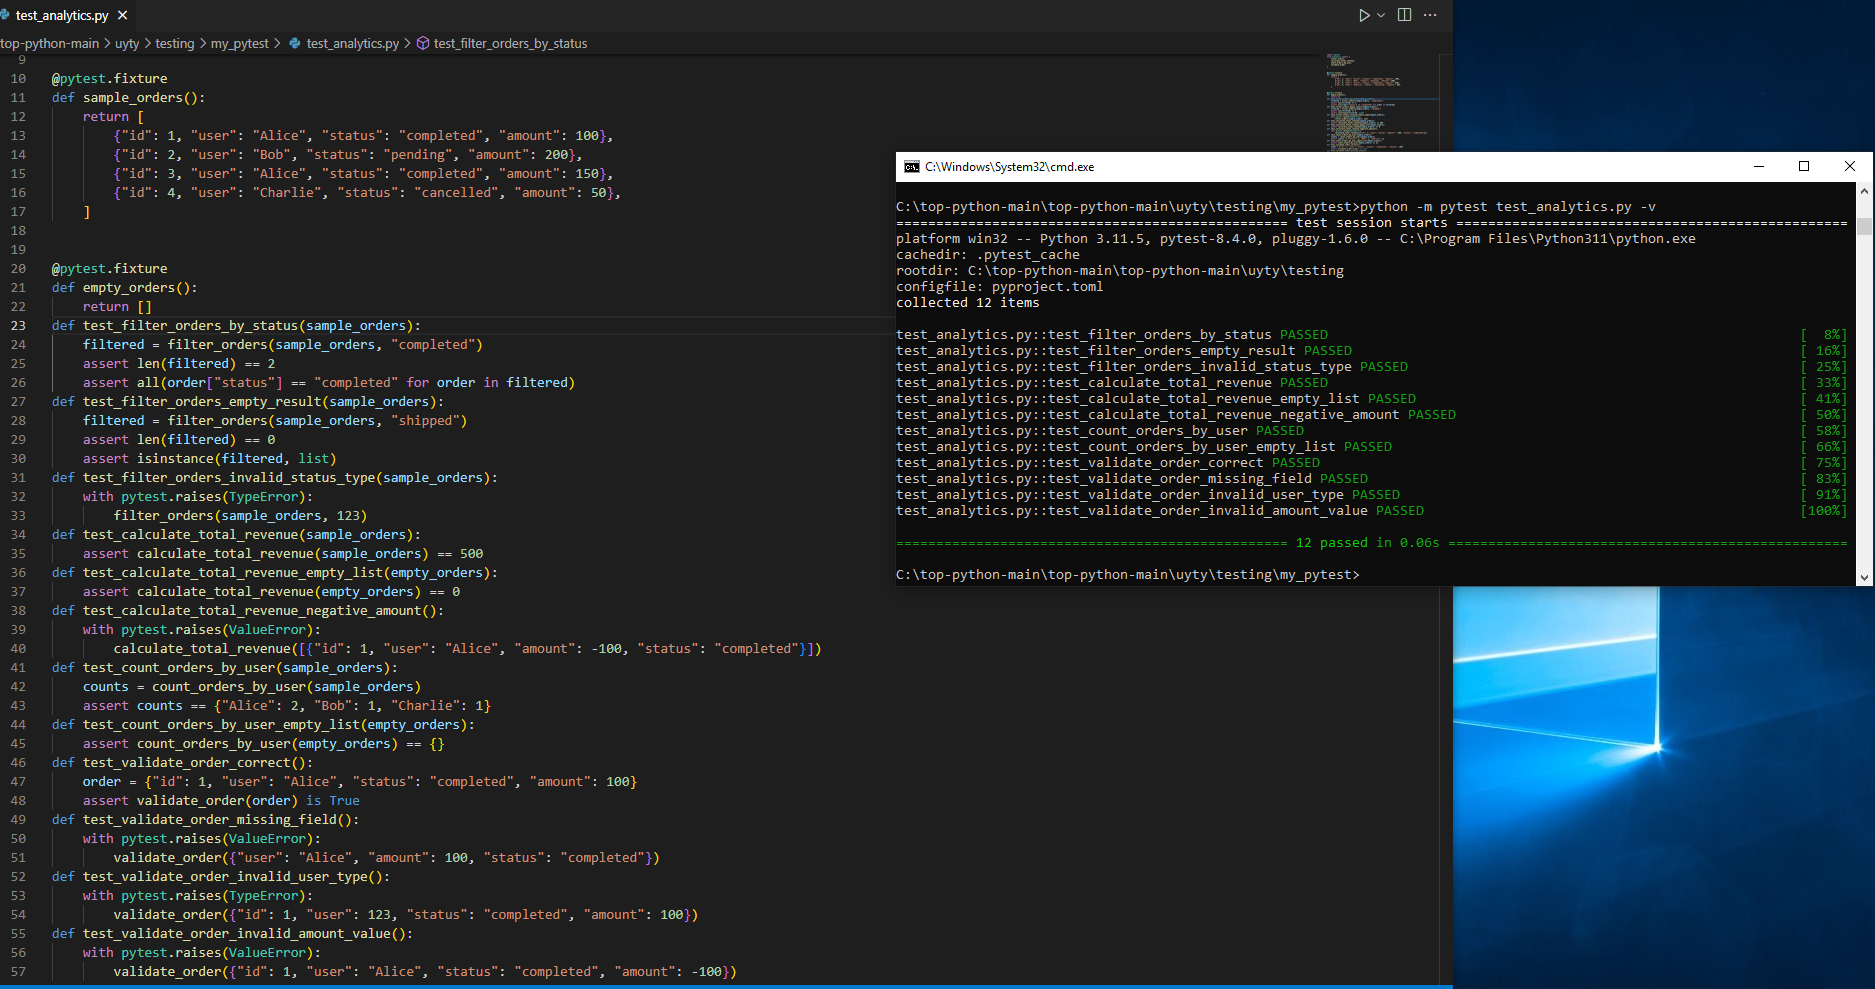 test_analytics.py
top-python-main > uyty > testing > my_pytest > test_analytics.py > test_filter_orders_by_status
9
10 @pytest.fixture
11 def sample_orders():
12     return [
13         {"id": 1, "user": "Alice", "status": "completed", "amount": 100},
14         {"id": 2, "user": "Bob", "status": "pending", "amount": 200},
15         {"id": 3, "user": "Alice", "status": "completed", "amount": 150},
16         {"id": 4, "user": "Charlie", "status": "cancelled", "amount": 50},
17     ]
18
19
20 @pytest.fixture
21 def empty_orders():
22     return []
23 def test_filter_orders_by_status(sample_orders):
24     filtered = filter_orders(sample_orders, "completed")
25     assert len(filtered) == 2
26     assert all(order["status"] == "completed" for order in filtered)
27 def test_filter_orders_empty_result(sample_orders):
28     filtered = filter_orders(sample_orders, "shipped")
29     assert len(filtered) == 0
30     assert isinstance(filtered, list)
31 def test_filter_orders_invalid_status_type(sample_orders):
32     with pytest.raises(TypeError):
33         filter_orders(sample_orders, 123)
34 def test_calculate_total_revenue(sample_orders):
35     assert calculate_total_revenue(sample_orders) == 500
36 def test_calculate_total_revenue_empty_list(empty_orders):
37     assert calculate_total_revenue(empty_orders) == 0
38 def test_calculate_total_revenue_negative_amount():
39     with pytest.raises(ValueError):
40         calculate_total_revenue([{"id": 1, "user": "Alice", "amount": -100, "status": "completed"}])
41 def test_count_orders_by_user(sample_orders):
42     counts = count_orders_by_user(sample_orders)
43     assert counts == {"Alice": 2, "Bob": 1, "Charlie": 1}
44 def test_count_orders_by_user_empty_list(empty_orders):
45     assert count_orders_by_user(empty_orders) == {}
46 def test_validate_order_correct():
47     order = {"id": 1, "user": "Alice", "status": "completed", "amount": 100}
48     assert validate_order(order) is True
49 def test_validate_order_missing_field():
50     with pytest.raises(ValueError):
51         validate_order({"user": "Alice", "amount": 100, "status": "completed"})
52 def test_validate_order_invalid_user_type():
53     with pytest.raises(TypeError):
54         validate_order({"id": 1, "user": 123, "status": "completed", "amount": 100})
55 def test_validate_order_invalid_amount_value():
56     with pytest.raises(ValueError):
57         validate_order({"id": 1, "user": "Alice", "status": "completed", "amount": -100})
C:\Windows\System32\cmd.exe
C:\top-python-main\top-python-main\uyty\testing\my_pytest>python -m pytest test_analytics.py -v
================================================= test session starts =================================================
platform win32 -- Python 3.11.5, pytest-8.4.0, pluggy-1.6.0 -- C:\Program Files\Python311\python.exe
cachedir: .pytest_cache
rootdir: C:\top-python-main\top-python-main\uyty\testing
configfile: pyproject.toml
collected 12 items
test_analytics.py::test_filter_orders_by_status PASSED [  8%]
test_analytics.py::test_filter_orders_empty_result PASSED [ 16%]
test_analytics.py::test_filter_orders_invalid_status_type PASSED [ 25%]
test_analytics.py::test_calculate_total_revenue PASSED [ 33%]
test_analytics.py::test_calculate_total_revenue_empty_list PASSED [ 41%]
test_analytics.py::test_calculate_total_revenue_negative_amount PASSED [ 50%]
test_analytics.py::test_count_orders_by_user PASSED [ 58%]
test_analytics.py::test_count_orders_by_user_empty_list PASSED [ 66%]
test_analytics.py::test_validate_order_correct PASSED [ 75%]
test_analytics.py::test_validate_order_missing_field PASSED [ 83%]
test_analytics.py::test_validate_order_invalid_user_type PASSED [ 91%]
test_analytics.py::test_validate_order_invalid_amount_value PASSED [100%]
================================================= 12 passed in 0.06s ==================================================
C:\top-python-main\top-python-main\uyty\testing\my_pytest>